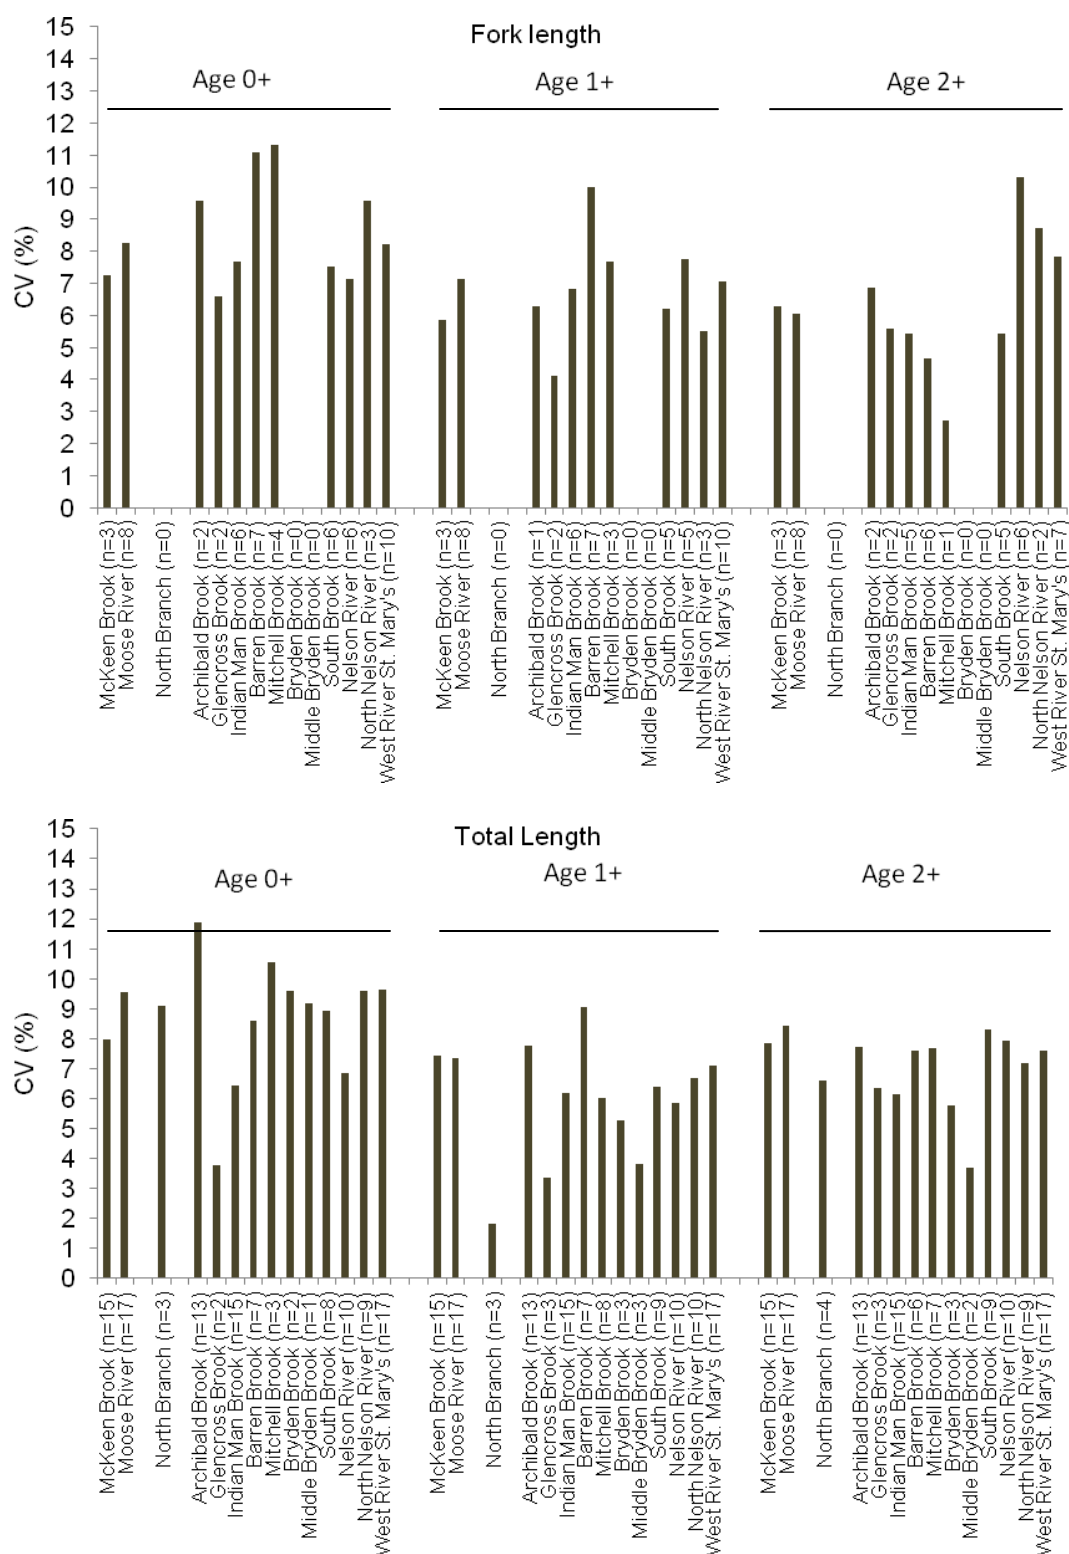 Fork length
Age 0+
Age 1+
Age 2+
CV (%)
15
14
13
12
11
10
9
8
7
6
5
4
3
2
1
0
McKeen Brook (n=3)
Moose River (n=8)
North Branch (n=0)
Archibald Brook (n=2)
Glencross Brook (n=2)
Indian Man Brook (n=6)
Barren Brook (n=7)
Mitchell Brook (n=4)
Bryden Brook (n=0)
Middle Bryden Brook (n=0)
South Brook (n=6)
Nelson River (n=6)
North Nelson River (n=3)
West River St. Mary's (n=10)
McKeen Brook (n=3)
Moose River (n=8)
North Branch (n=0)
Archibald Brook (n=1)
Glencross Brook (n=2)
Indian Man Brook (n=6)
Barren Brook (n=7)
Mitchell Brook (n=3)
Bryden Brook (n=0)
Middle Bryden Brook (n=0)
South Brook (n=5)
Nelson River (n=5)
North Nelson River (n=3)
West River St. Mary's (n=10)
McKeen Brook (n=3)
Moose River (n=8)
North Branch (n=0)
Archibald Brook (n=2)
Glencross Brook (n=2)
Indian Man Brook (n=5)
Barren Brook (n=6)
Mitchell Brook (n=1)
Bryden Brook (n=0)
Middle Bryden Brook (n=0)
South Brook (n=5)
Nelson River (n=6)
North Nelson River (n=2)
West River St. Mary's (n=7)
Total Length
Age 0+
Age 1+
Age 2+
CV (%)
15
14
13
12
11
10
9
8
7
6
5
4
3
2
1
0
McKeen Brook (n=15)
Moose River (n=17)
North Branch (n=3)
Archibald Brook (n=13)
Glencross Brook (n=2)
Indian Man Brook (n=15)
Barren Brook (n=7)
Mitchell Brook (n=3)
Bryden Brook (n=2)
Middle Bryden Brook (n=1)
South Brook (n=8)
Nelson River (n=10)
North Nelson River (n=9)
West River St. Mary's (n=17)
McKeen Brook (n=15)
Moose River (n=17)
North Branch (n=3)
Archibald Brook (n=13)
Glencross Brook (n=3)
Indian Man Brook (n=15)
Barren Brook (n=7)
Mitchell Brook (n=8)
Bryden Brook (n=3)
Middle Bryden Brook (n=3)
South Brook (n=9)
Nelson River (n=10)
North Nelson River (n=10)
West River St. Mary's (n=17)
McKeen Brook (n=15)
Moose River (n=17)
North Branch (n=4)
Archibald Brook (n=13)
Glencross Brook (n=3)
Indian Man Brook (n=15)
Barren Brook (n=6)
Mitchell Brook (n=7)
Bryden Brook (n=3)
Middle Bryden Brook (n=2)
South Brook (n=9)
Nelson River (n=10)
North Nelson River (n=9)
West River St. Mary's (n=17)